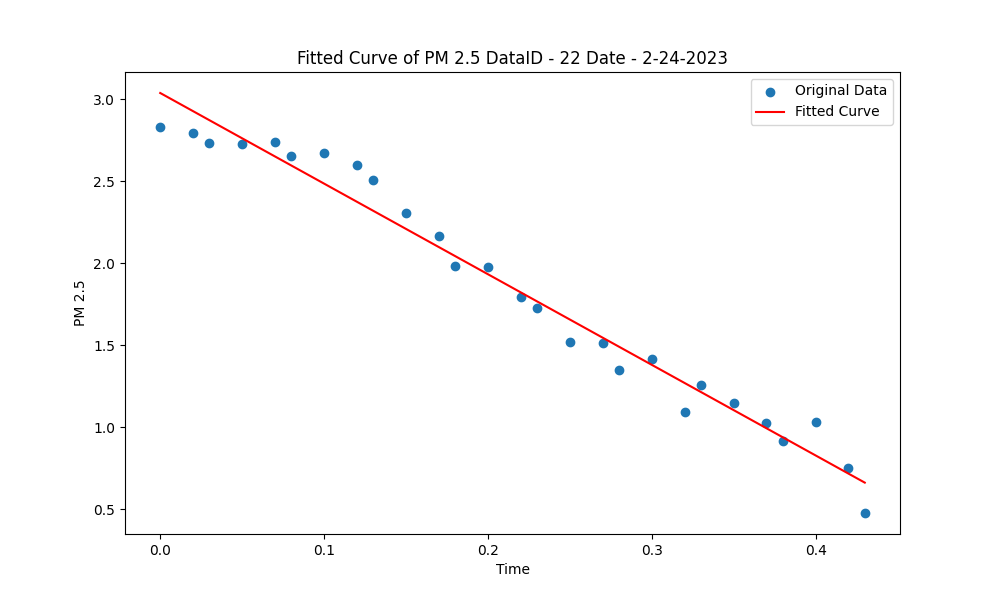 Fitted Curve of PM 2.5 DataID - 22 Date - 2-24-2023
Original Data
Fitted Curve
3.0
2.5
2.0
1.5
1.0
0.5
PM 2.5
0.0 0.1 0.2 0.3 0.4
Time